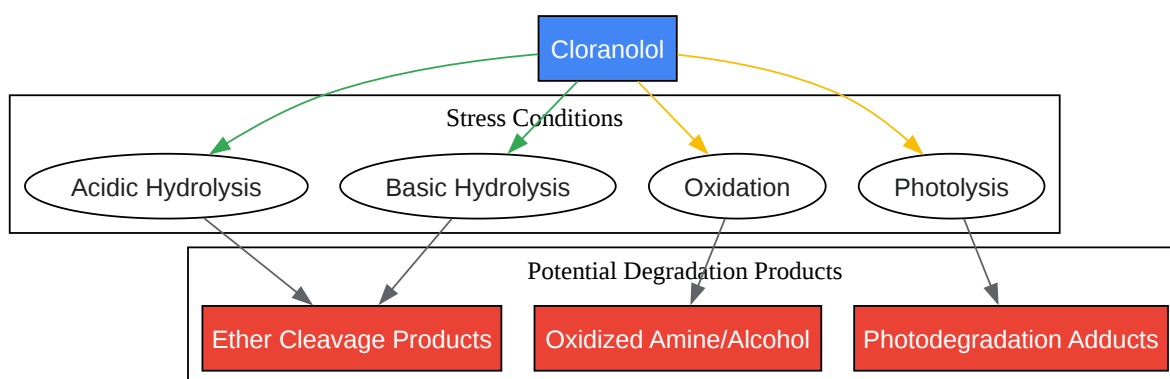 Cloranolol
Stress Conditions
Acidic Hydrolysis
Basic Hydrolysis
Oxidation
Photolysis
Potential Degradation Products
Ether Cleavage Products
Oxidized Amine/Alcohol
Photodegradation Adducts